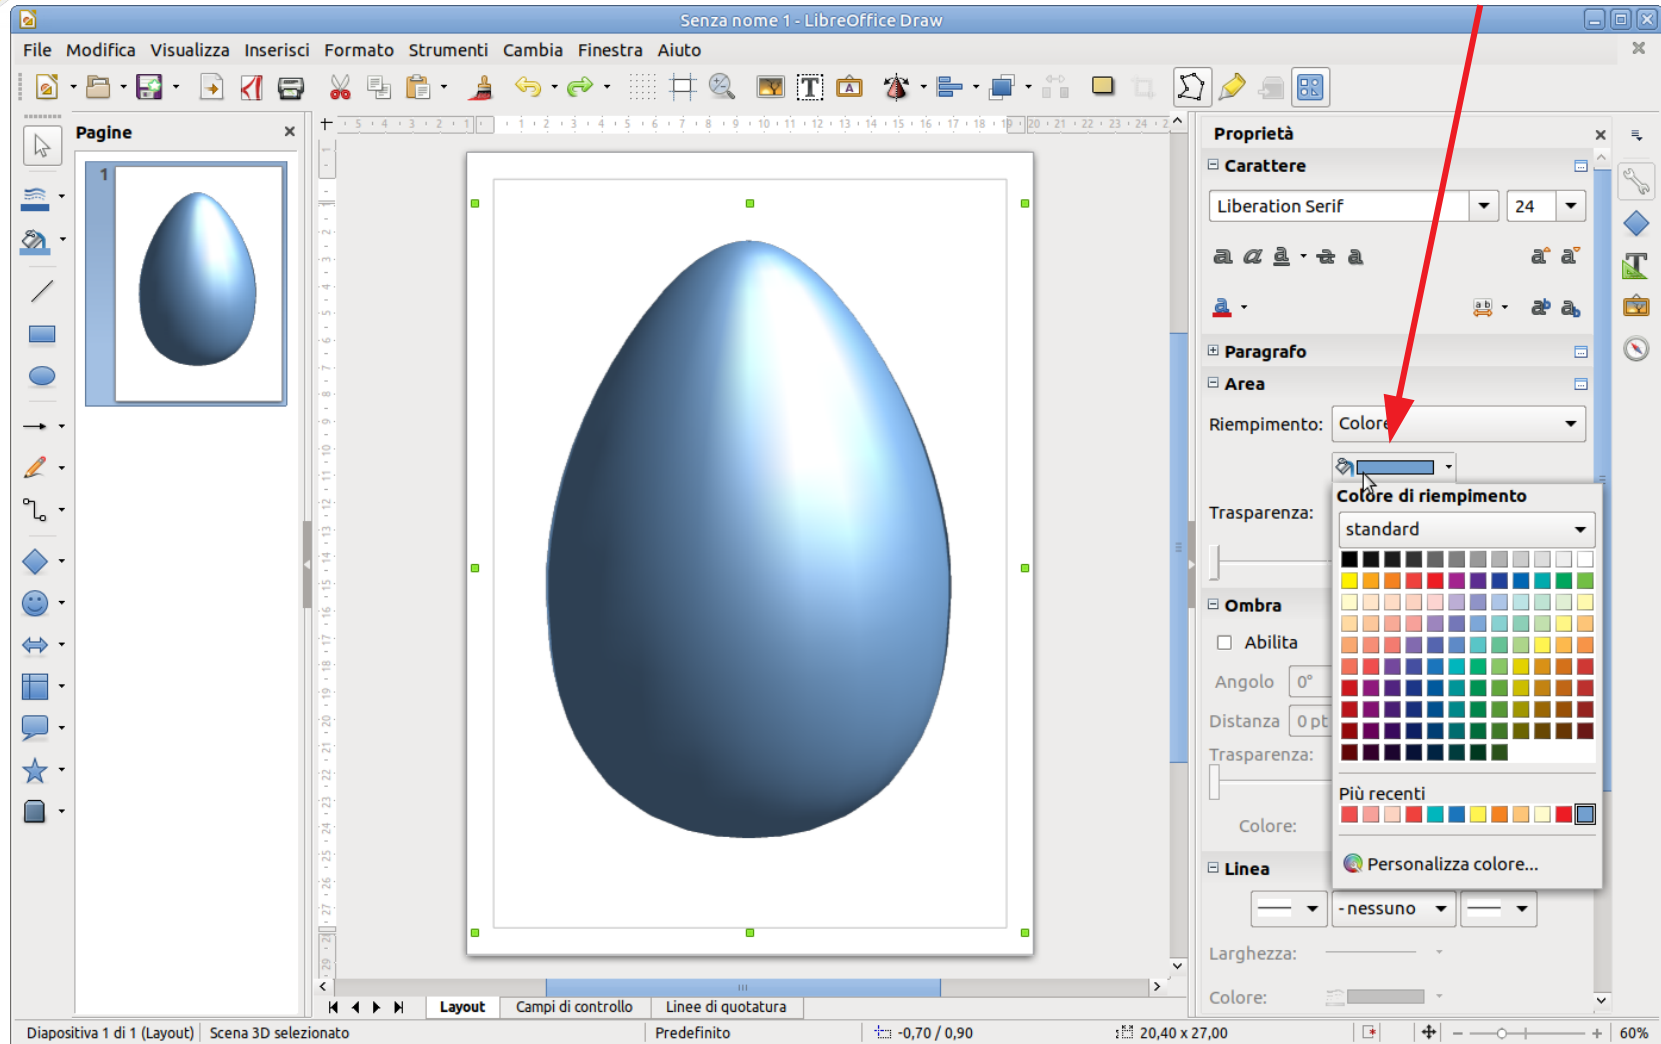 Senza nome 1 - LibreOffice Draw
File Modifica Visualizza Inserisci Formato Strumenti Cambia Finestra Aiuto
Pagine
1
Proprietà
Carattere
Liberation Serif 24
Paragrafo
Area
Riempimento: Colore
Colore di riempimento
Trasparenza:
standard
Ombra
Abilita
Angolo 0°
Distanza 0 pt
Trasparenza:
Più recenti
Colore:
Personalizza colore...
Linea
- nessuno
Larghezza:
Colore:
Layout Campi di controllo Linee di quotatura
Diapositiva 1 di 1 (Layout) Scena 3D selezionato Predefinito -0,70 / 0,90 20,40 x 27,00 60%